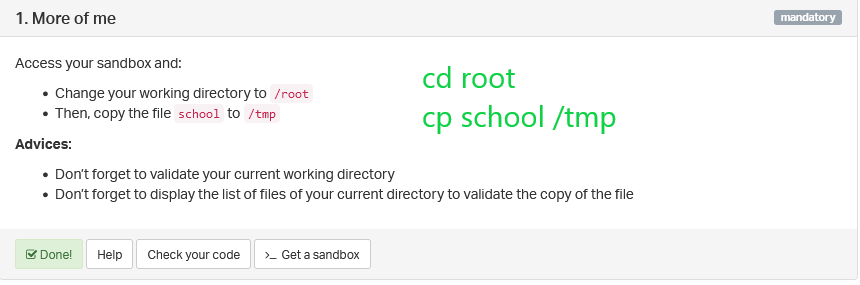 1. More of me
mandatory
Access your sandbox and:
Change your working directory to /root
Then, copy the file school to /tmp
cd root
cp school /tmp
Advices:
Don’t forget to validate your current working directory
Don’t forget to display the list of files of your current directory to validate the copy of the file
Done! Help Check your code >_ Get a sandbox